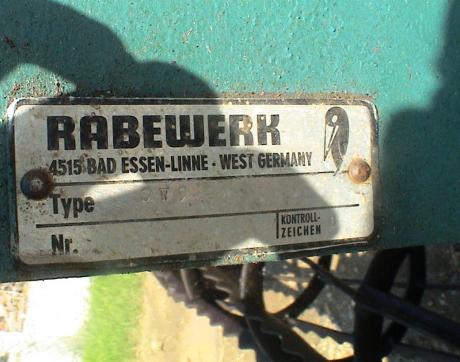 RABEWERK
4515 BAD ESSEN-LINNE · WEST GERMANY
Type
Nr.
KONTROLL-
ZEICHEN